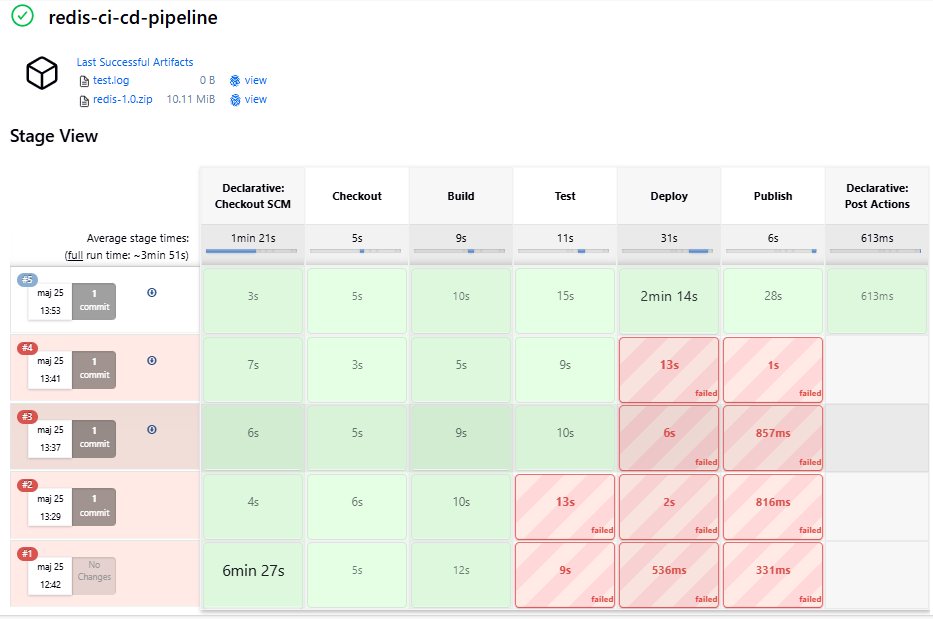 redis-ci-cd-pipeline
Last Successful Artifacts
test.log 0 B view
redis-1.0.zip 10.11 MiB view
Stage View
Declarative: Checkout SCM Checkout Build Test Deploy Publish Declarative: Post Actions
Average stage times: 1min 21s 5s 9s 11s 31s 6s 613ms
(full run time: ~3min 51s)
#5
maj 25 1
13:53 commit
3s 5s 10s 15s 2min 14s 28s 613ms
#4
maj 25 1
13:41 commit
7s 3s 5s 9s 13s 1s
failed failed
#3
maj 25 1
13:37 commit
6s 5s 9s 10s 6s 857ms
failed failed
#2
maj 25 1
13:29 commit
4s 6s 10s 13s 2s 816ms
failed failed failed
#1
maj 25 No
12:42 Changes
6min 27s 5s 12s 9s 536ms 331ms
failed failed failed